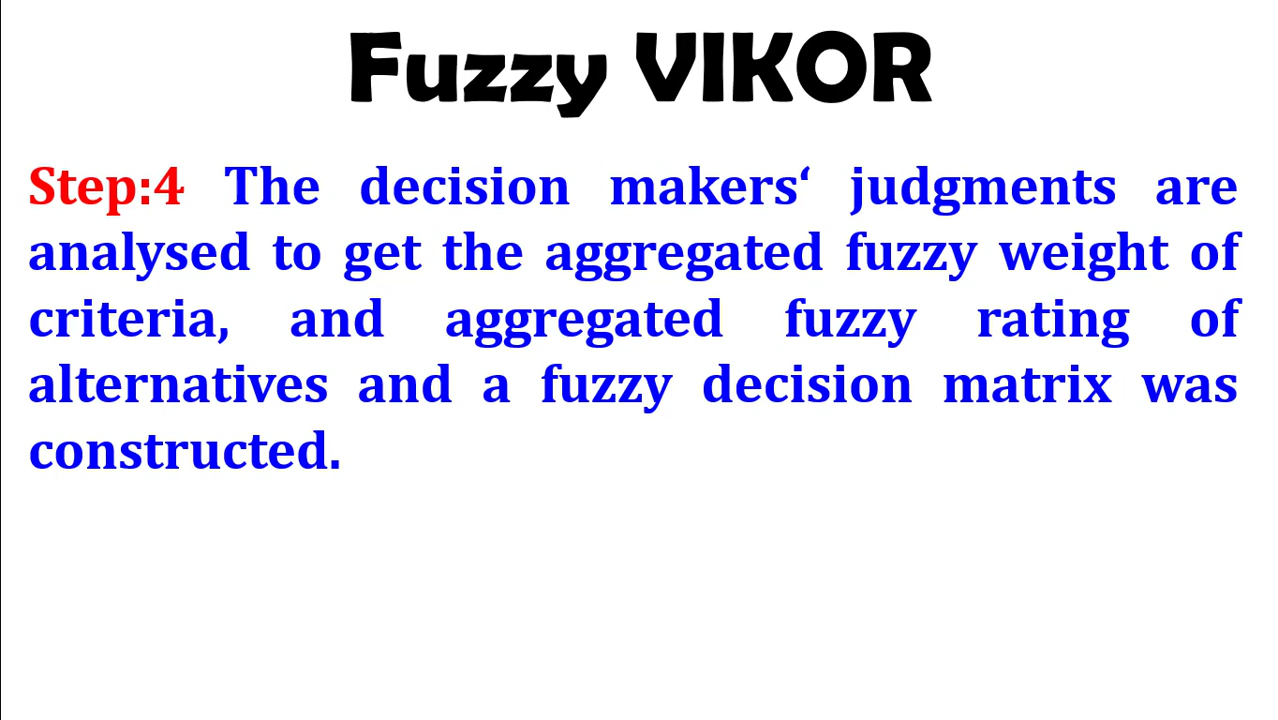 Fuzzy VIKOR
Step:4 The decision makers‘ judgments are
analysed to get the aggregated fuzzy weight of
criteria, and aggregated fuzzy rating of
alternatives and a fuzzy decision matrix was
constructed.